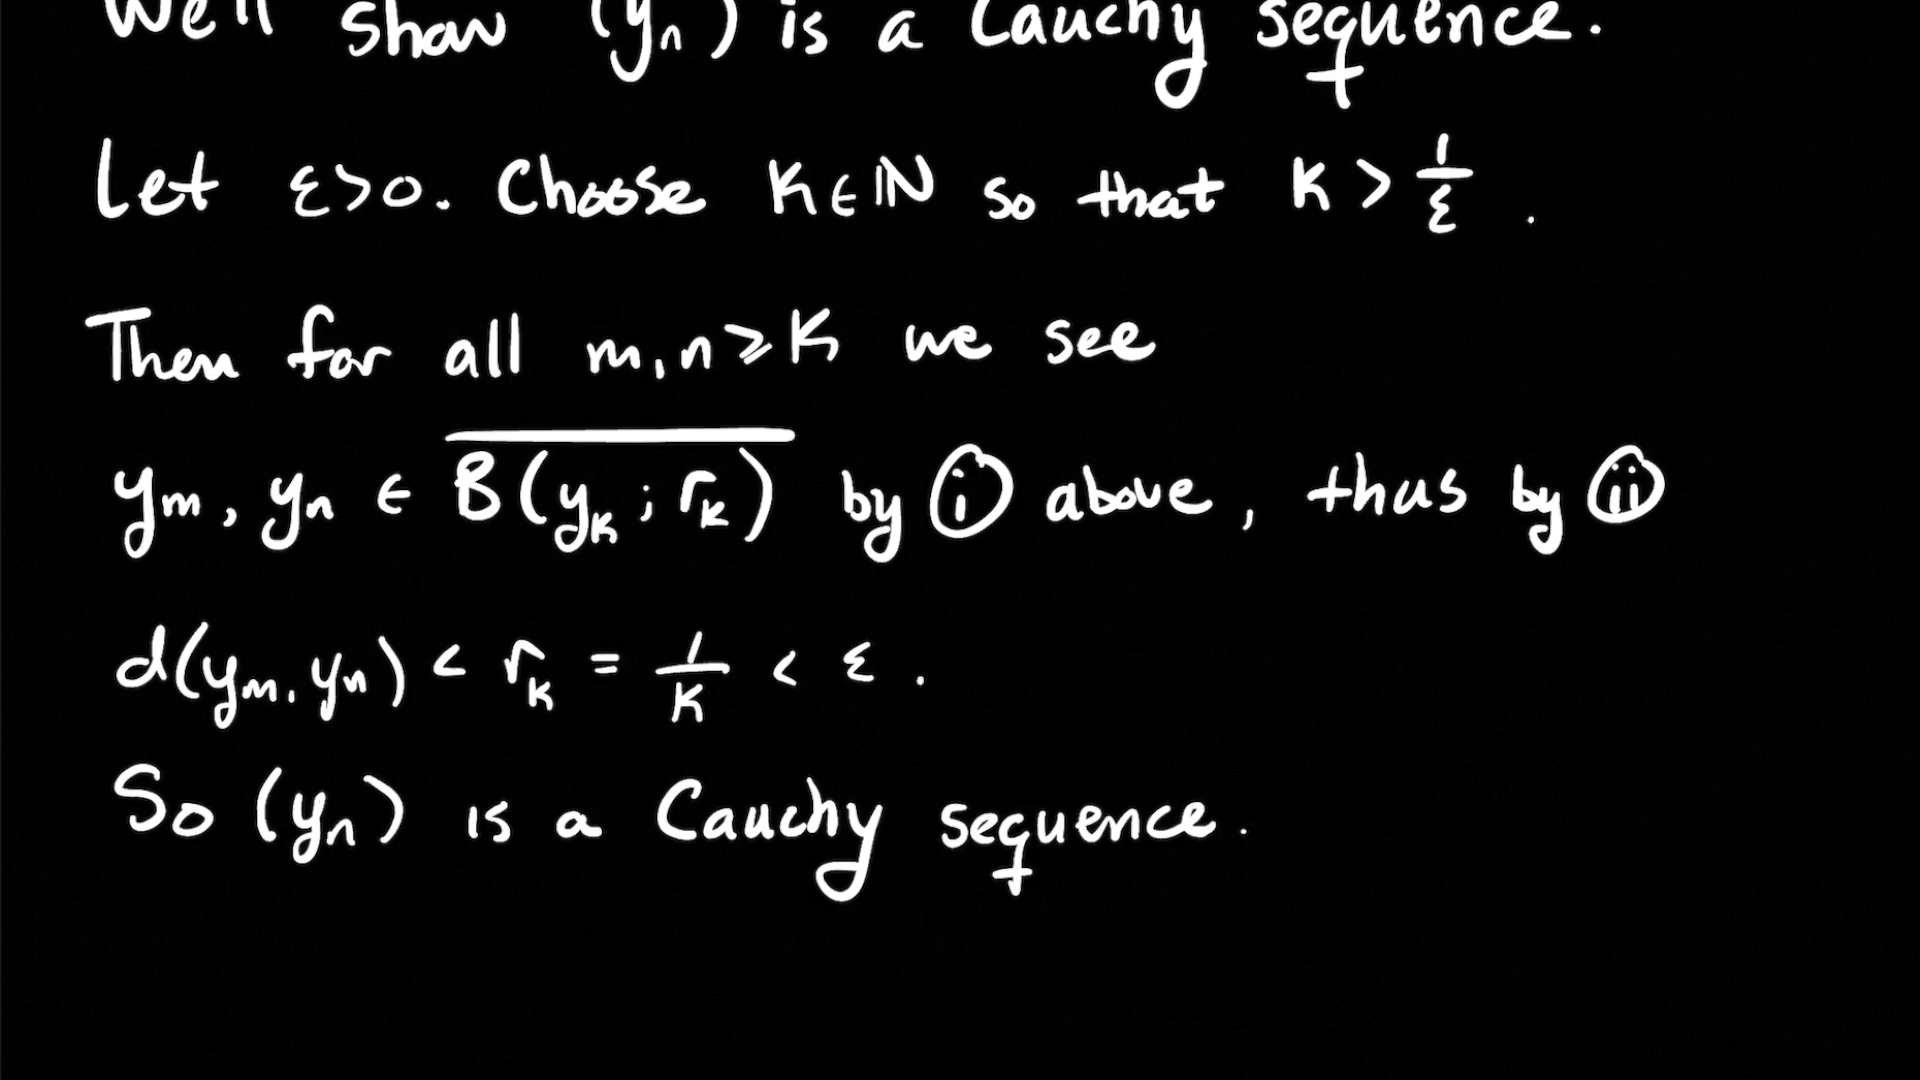 We'll show (yₙ) is a Cauchy sequence.
Let ε>0. Choose K∈ℕ so that K > 1/ε .
Then for all m,n ≥ K we see
yₘ, yₙ ∈ \overline{B(y_K ; r_K)} by ⓘ above, thus by (ii)
d(yₘ, yₙ) < r_K = 1/K < ε .
So (yₙ) is a Cauchy sequence.